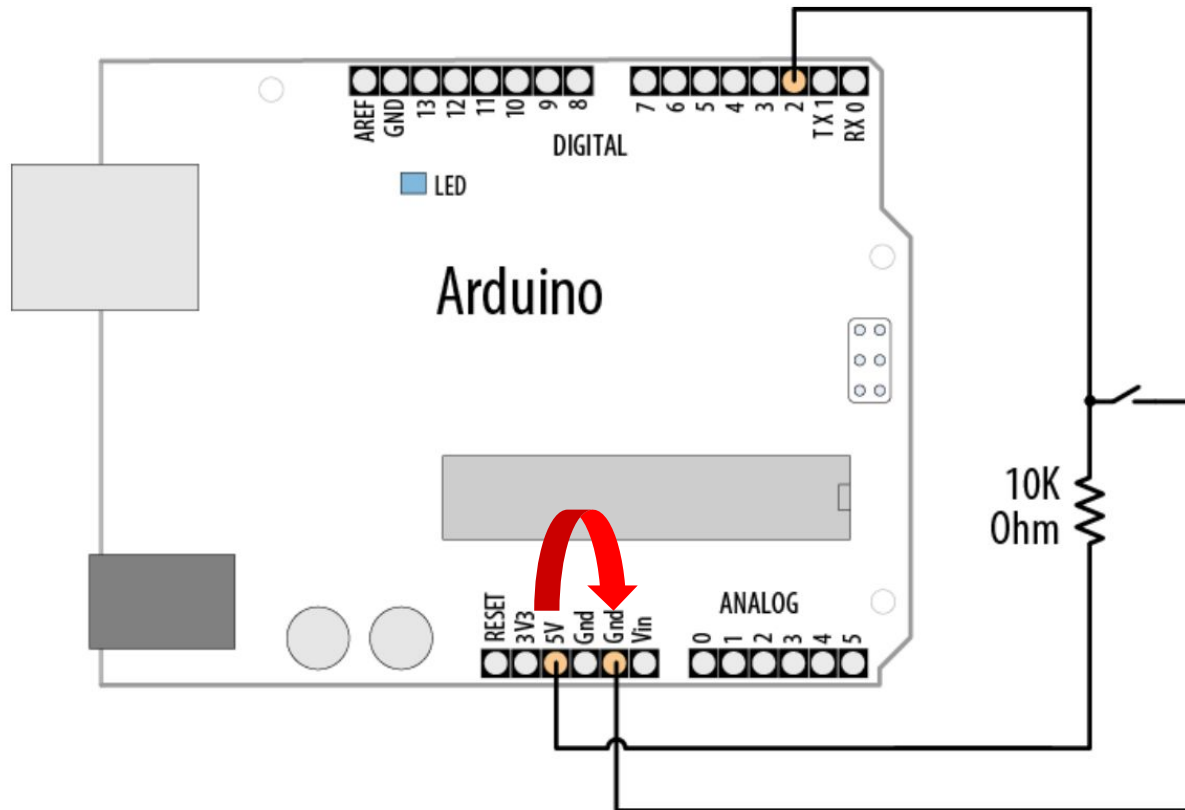 AREF GND 13 12 11 10 9 8 7 6 5 4 3 2 TX 1 RX 0
DIGITAL
LED
Arduino
10K
Ohm
ANALOG
RESET 3V3 5V Gnd Gnd Vin 0 1 2 3 4 5